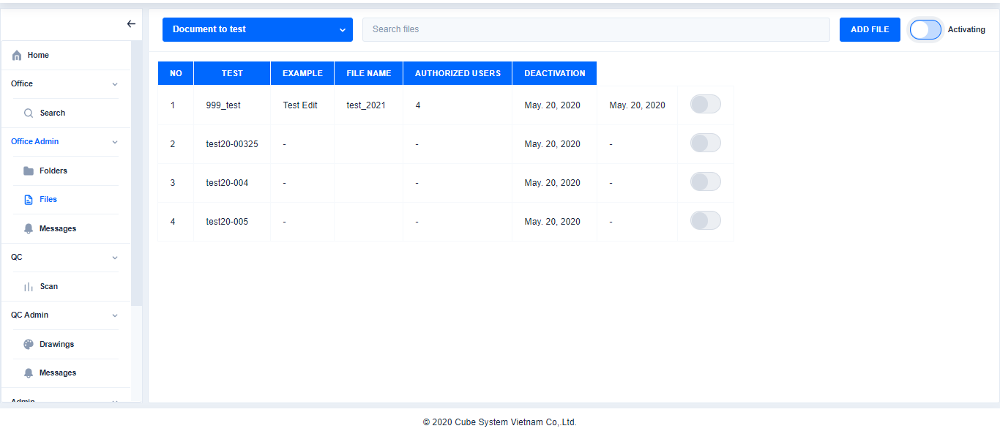 Document to test
Search files
ADD FILE
Activating
Home
Office
Search
Office Admin
Folders
Files
Messages
QC
Scan
QC Admin
Drawings
Messages
Admin
NO TEST EXAMPLE FILE NAME AUTHORIZED USERS DEACTIVATION
1 999_test Test Edit test_2021 4 May. 20, 2020 May. 20, 2020
2 test20-00325 - - May. 20, 2020 -
3 test20-004 - - May. 20, 2020 -
4 test20-005 - - May. 20, 2020 -
© 2020 Cube System Vietnam Co,.Ltd.